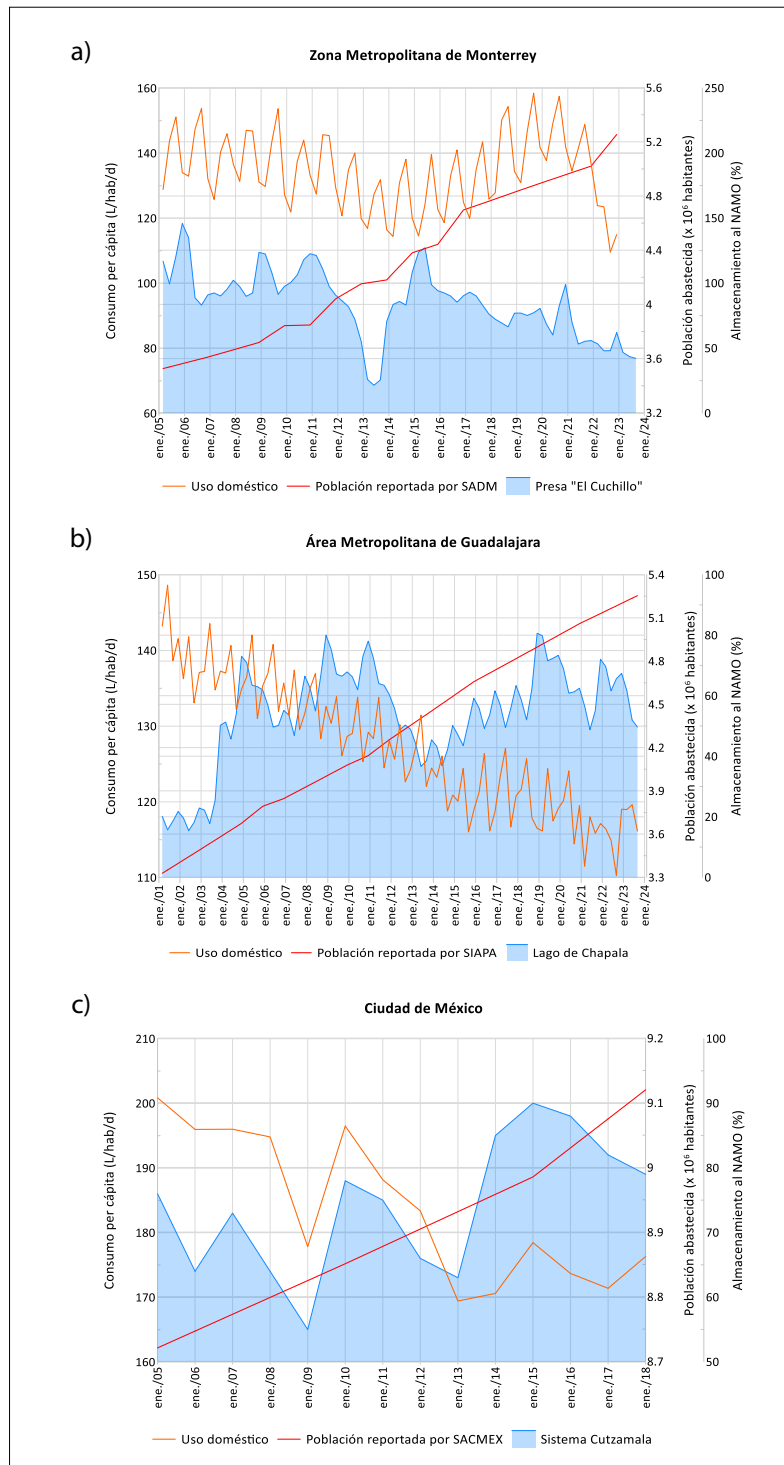 a)
Zona Metropolitana de Monterrey
160
140
120
100
80
60
Consumo per cápita (L/hab/d)
5.6
5.2
4.8
4.4
4
3.6
3.2
Población abastecida (x 10⁶ habitantes)
250
200
150
100
50
0
Almacenamiento al NAMO (%)
ene./05
ene./06
ene./07
ene./08
ene./09
ene./10
ene./11
ene./12
ene./13
ene./14
ene./15
ene./16
ene./17
ene./18
ene./19
ene./20
ene./21
ene./22
ene./23
ene./24
Uso doméstico Población reportada por SADM Presa "El Cuchillo"
b)
Área Metropolitana de Guadalajara
150
140
130
120
110
Consumo per cápita (L/hab/d)
5.4
5.1
4.8
4.5
4.2
3.9
3.6
3.3
Población abastecida (x 10⁶ habitantes)
100
80
60
40
20
0
Almacenamiento al NAMO (%)
ene./01
ene./02
ene./03
ene./04
ene./05
ene./06
ene./07
ene./08
ene./09
ene./10
ene./11
ene./12
ene./13
ene./14
ene./15
ene./16
ene./17
ene./18
ene./19
ene./20
ene./21
ene./22
ene./23
ene./24
Uso doméstico Población reportada por SIAPA Lago de Chapala
c)
Ciudad de México
210
200
190
180
170
160
Consumo per cápita (L/hab/d)
9.2
9.1
9
8.9
8.8
8.7
Población abastecida (x 10⁶ habitantes)
100
90
80
70
60
50
Almacenamiento al NAMO (%)
ene./05
ene./06
ene./07
ene./08
ene./09
ene./10
ene./11
ene./12
ene./13
ene./14
ene./15
ene./16
ene./17
ene./18
Uso doméstico Población reportada por SACMEX Sistema Cutzamala